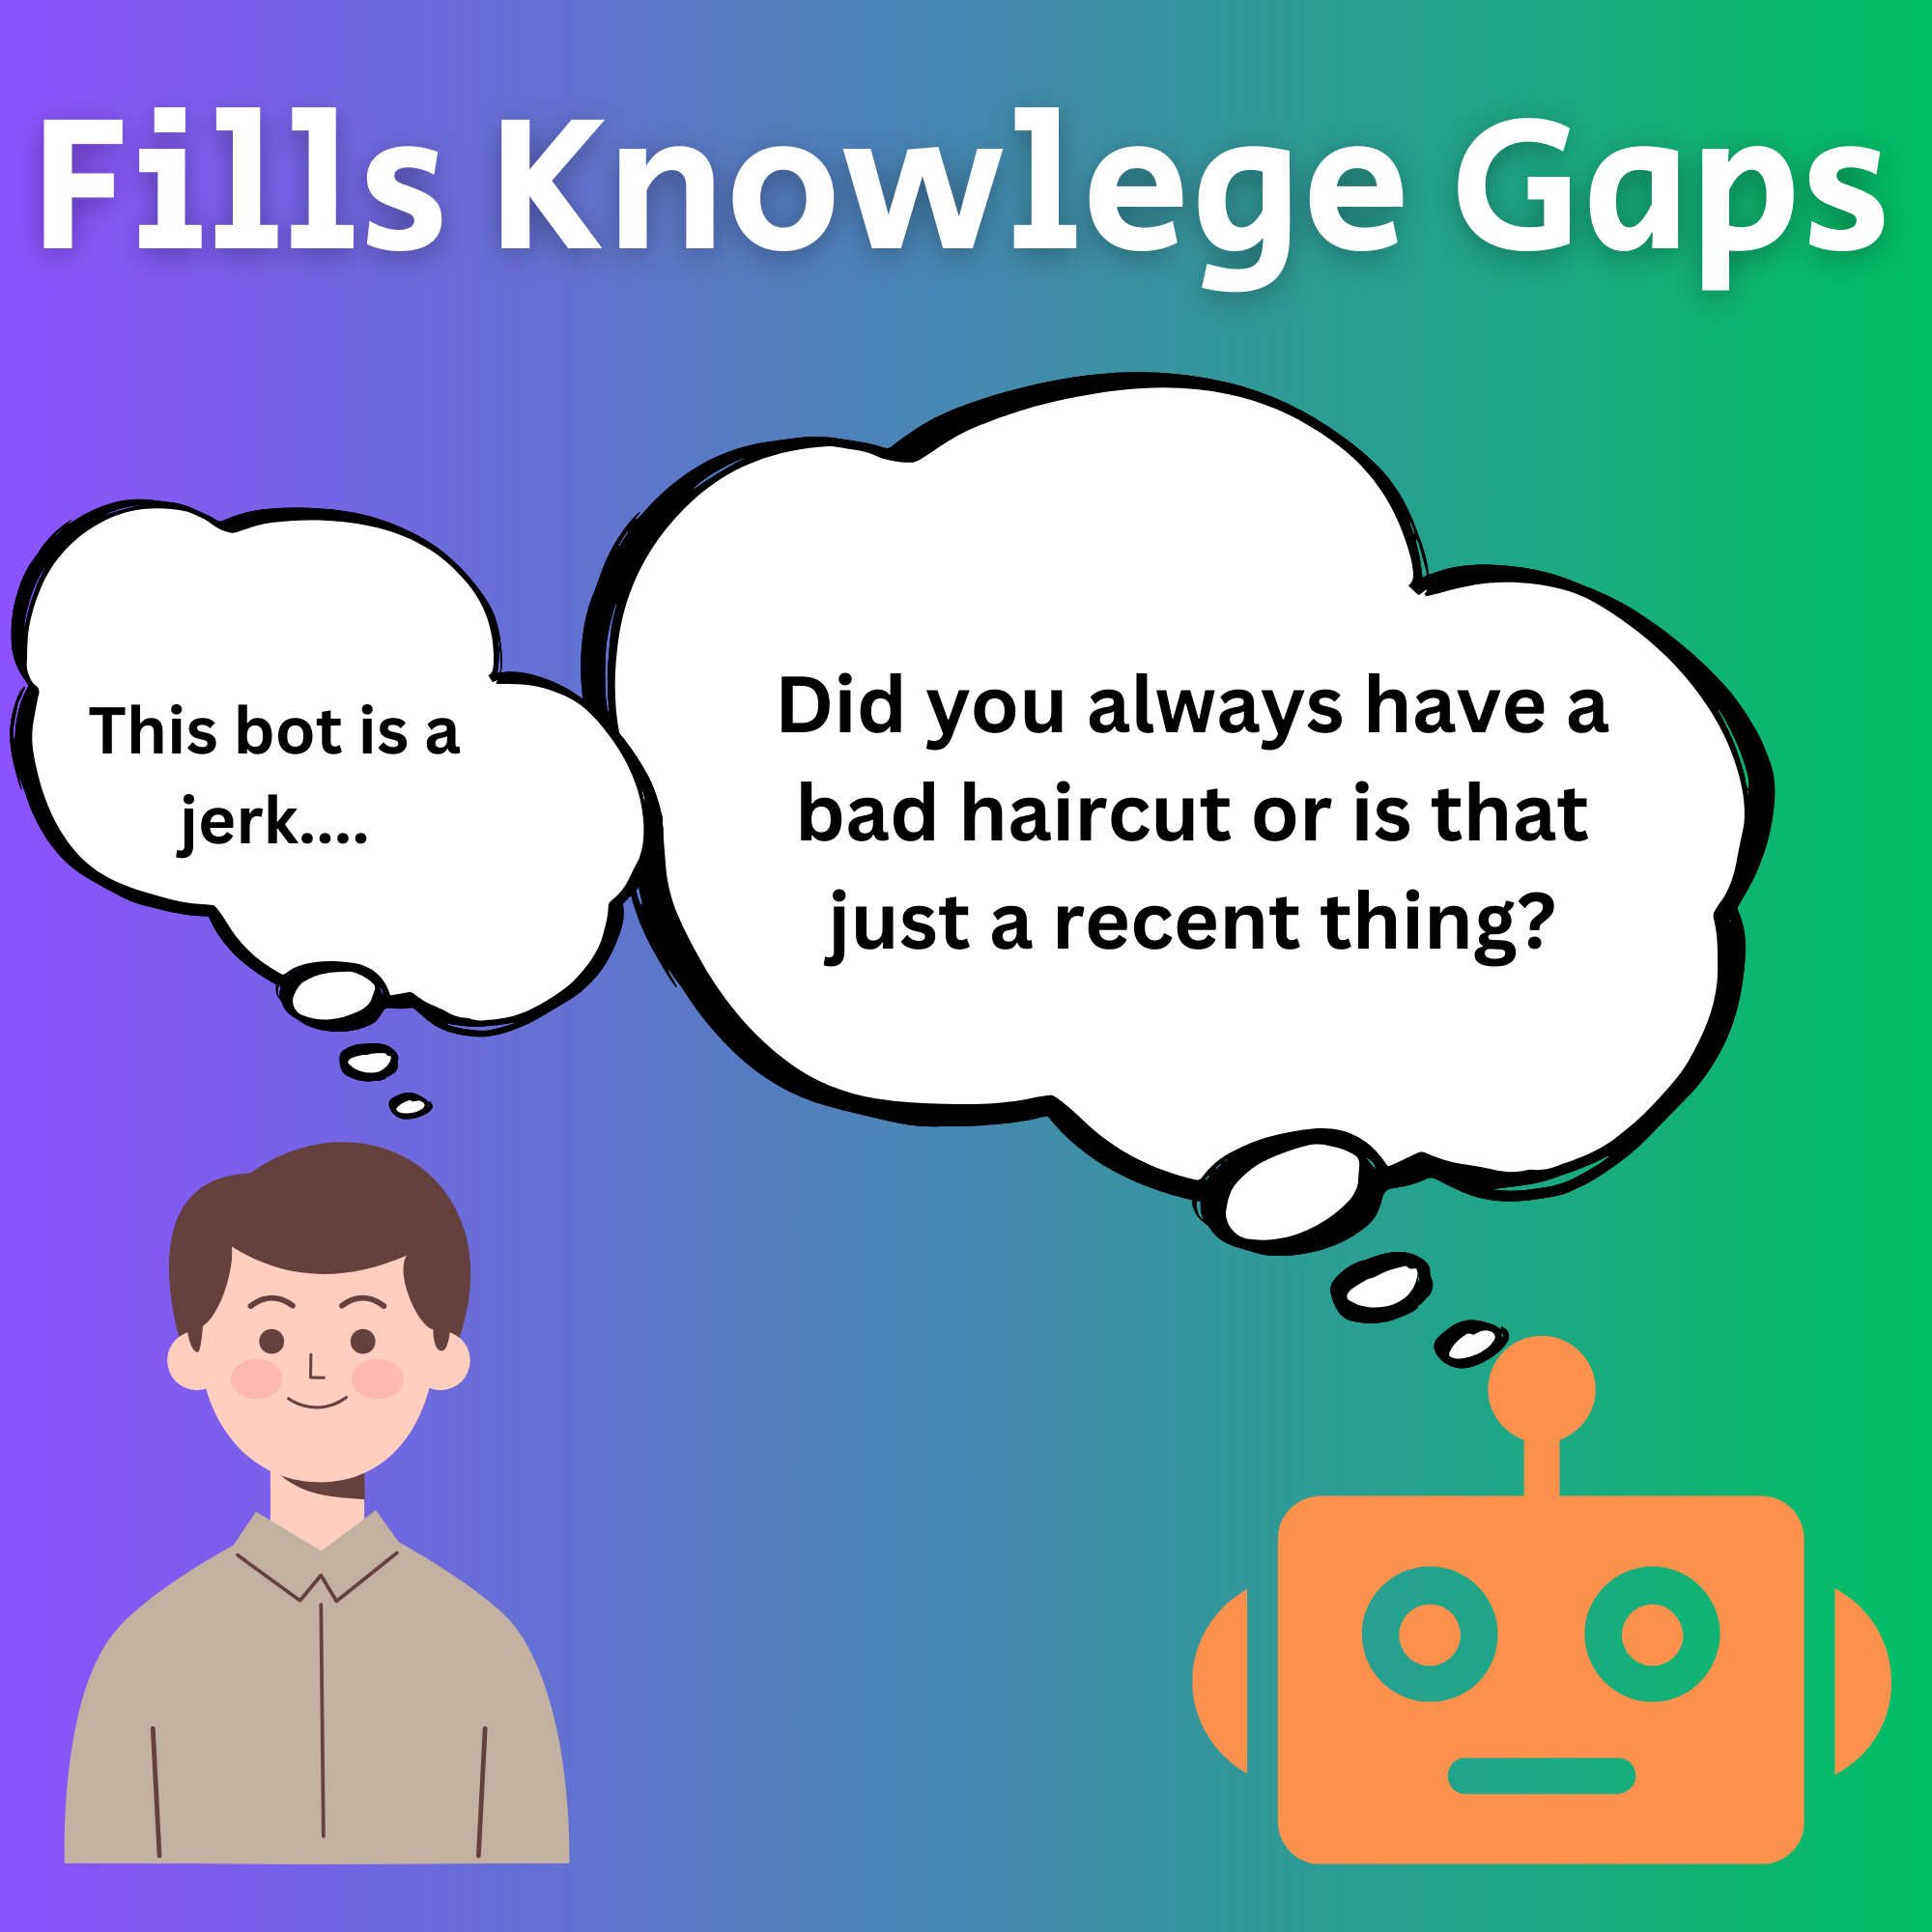 Fills Knowlege Gaps
This bot is a
jerk....
Did you always have a
bad haircut or is that
just a recent thing?